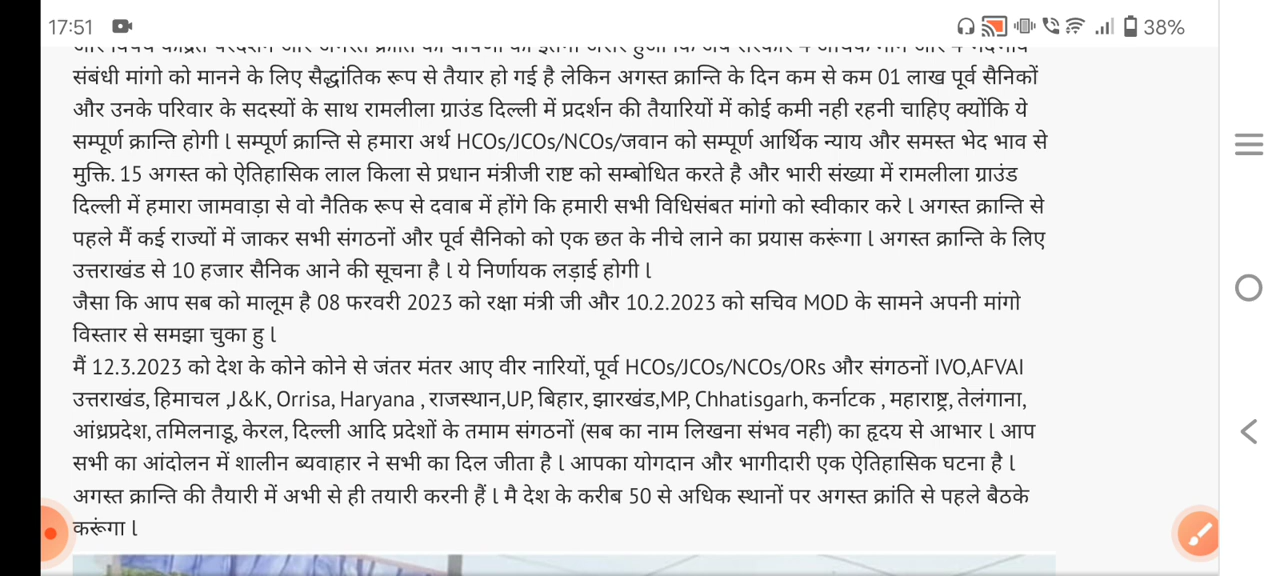 17:51
38%
संबंधी मांगो को मानने के लिए सैद्धांतिक रूप से तैयार हो गई है लेकिन अगस्त क्रान्ति के दिन कम से कम 01 लाख पूर्व सैनिकों
और उनके परिवार के सदस्यों के साथ रामलीला ग्राउंड दिल्ली में प्रदर्शन की तैयारियों में कोई कमी नही रहनी चाहिए क्योंकि ये
सम्पूर्ण क्रान्ति होगी l सम्पूर्ण क्रान्ति से हमारा अर्थ HCOs/JCOs/NCOs/जवान को सम्पूर्ण आर्थिक न्याय और समस्त भेद भाव से
मुक्ति. 15 अगस्त को ऐतिहासिक लाल किला से प्रधान मंत्रीजी राष्ट को सम्बोधित करते है और भारी संख्या में रामलीला ग्राउंड
दिल्ली में हमारा जामवाड़ा से वो नैतिक रूप से दवाब में होंगे कि हमारी सभी विधिसंबत मांगो को स्वीकार करे l अगस्त क्रान्ति से
पहले मैं कई राज्यों में जाकर सभी संगठनों और पूर्व सैनिको को एक छत के नीचे लाने का प्रयास करूंगा l अगस्त क्रान्ति के लिए
उत्तराखंड से 10 हजार सैनिक आने की सूचना है l ये निर्णायक लड़ाई होगी l
जैसा कि आप सब को मालूम है 08 फरवरी 2023 को रक्षा मंत्री जी और 10.2.2023 को सचिव MOD के सामने अपनी मांगो
विस्तार से समझा चुका हु l
मैं 12.3.2023 को देश के कोने कोने से जंतर मंतर आए वीर नारियों, पूर्व HCOs/JCOs/NCOs/ORs और संगठनों IVO,AFVAI
उत्तराखंड, हिमाचल ,J&K, Orrisa, Haryana , राजस्थान,UP, बिहार, झारखंड,MP, Chhatisgarh, कर्नाटक , महाराष्ट्र, तेलंगाना,
आंध्रप्रदेश, तमिलनाडू, केरल, दिल्ली आदि प्रदेशों के तमाम संगठनों (सब का नाम लिखना संभव नही) का हृदय से आभार l आप
सभी का आंदोलन में शालीन ब्यवाहार ने सभी का दिल जीता है l आपका योगदान और भागीदारी एक ऐतिहासिक घटना है l
अगस्त क्रान्ति की तैयारी में अभी से ही तयारी करनी हैं l मै देश के करीब 50 से अधिक स्थानों पर अगस्त क्रांति से पहले बैठके
करूंगा l